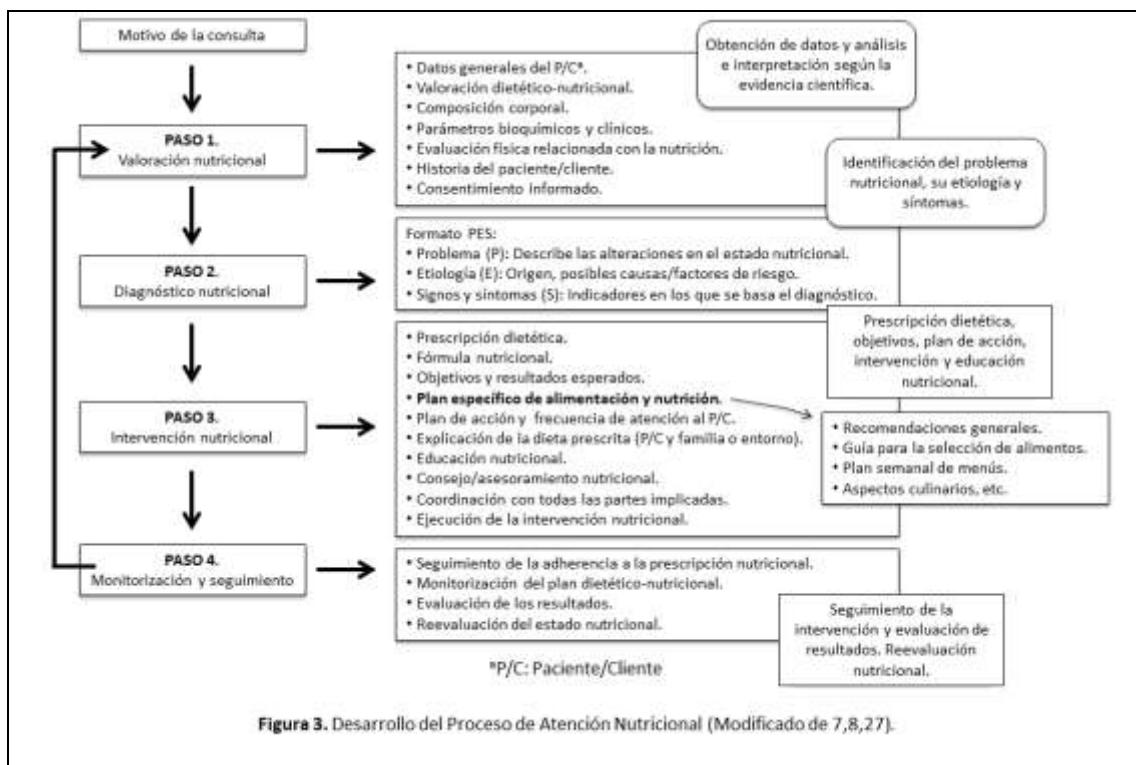 Motivo de la consulta
Obtención de datos y análisis
e interpretación según la
evidencia científica.
• Datos generales del P/C*.
• Valoración dietético-nutricional.
• Composición corporal.
• Parámetros bioquímicos y clínicos.
• Evaluación física relacionada con la nutrición.
• Historia del paciente/cliente.
• Consentimiento informado.
PASO 1.
Valoración nutricional
Identificación del problema
nutricional, su etiología y
síntomas.
Formato PES:
• Problema (P): Describe las alteraciones en el estado nutricional.
• Etiología (E): Origen, posibles causas/factores de riesgo.
• Signos y síntomas (S): Indicadores en los que se basa el diagnóstico.
PASO 2.
Diagnóstico nutricional
Prescripción dietética,
objetivos, plan de acción,
intervención y educación
nutricional.
• Prescripción dietética.
• Fórmula nutricional.
• Objetivos y resultados esperados.
• Plan específico de alimentación y nutrición.
• Plan de acción y frecuencia de atención al P/C.
• Explicación de la dieta prescrita (P/C y familia o entorno).
• Educación nutricional.
• Consejo/asesoramiento nutricional.
• Coordinación con todas las partes implicadas.
• Ejecución de la intervención nutricional.
PASO 3.
Intervención nutricional
• Recomendaciones generales.
• Guía para la selección de alimentos.
• Plan semanal de menús.
• Aspectos culinarios, etc.
PASO 4.
Monitorización y seguimiento
• Seguimiento de la adherencia a la prescripción nutricional.
• Monitorización del plan dietético-nutricional.
• Evaluación de los resultados.
• Reevaluación del estado nutricional.
Seguimiento de la
intervención y evaluación de
resultados. Reevaluación
nutricional.
*P/C: Paciente/Cliente
Figura 3. Desarrollo del Proceso de Atención Nutricional (Modificado de 7,8,27).